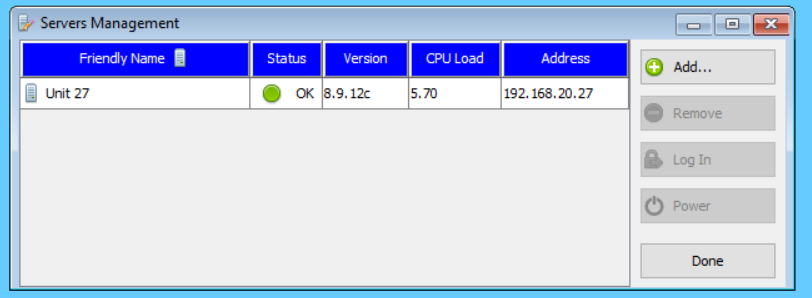 Servers Management
Friendly Name Status Version CPU Load Address
Unit 27 OK 8.9.12c 5.70 192.168.20.27
Add...
Remove
Log In
Power
Done